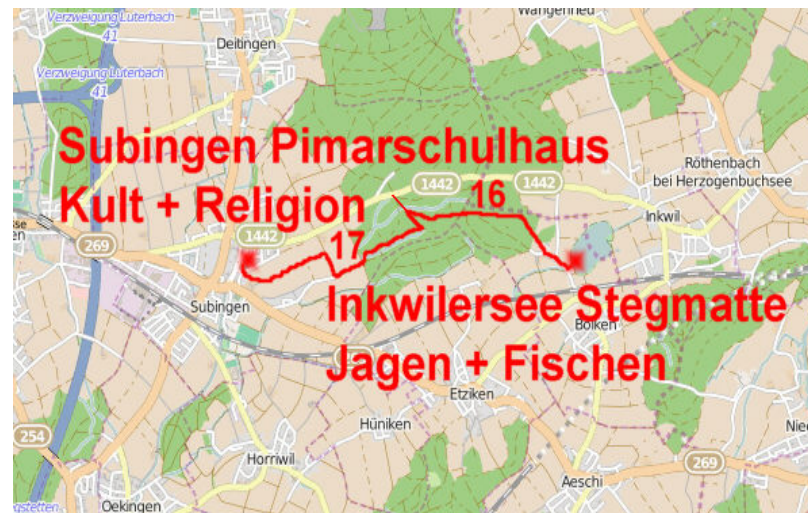 Verzweigung Luterbach
41
Wangenried
Deitingen
Verzweigung Luterbach
41
Subingen Pimarschulhaus
Röthenbach
bei Herzogenbuchsee
1442
1442
16
Kult + Religion
Inkwil
1442
17
269
Subingen
Inkwilersee Stegmatte
Bolken
Jagen + Fischen
Etziken
Hüniken
254
Horriwil
269
Aeschi
Oekingen